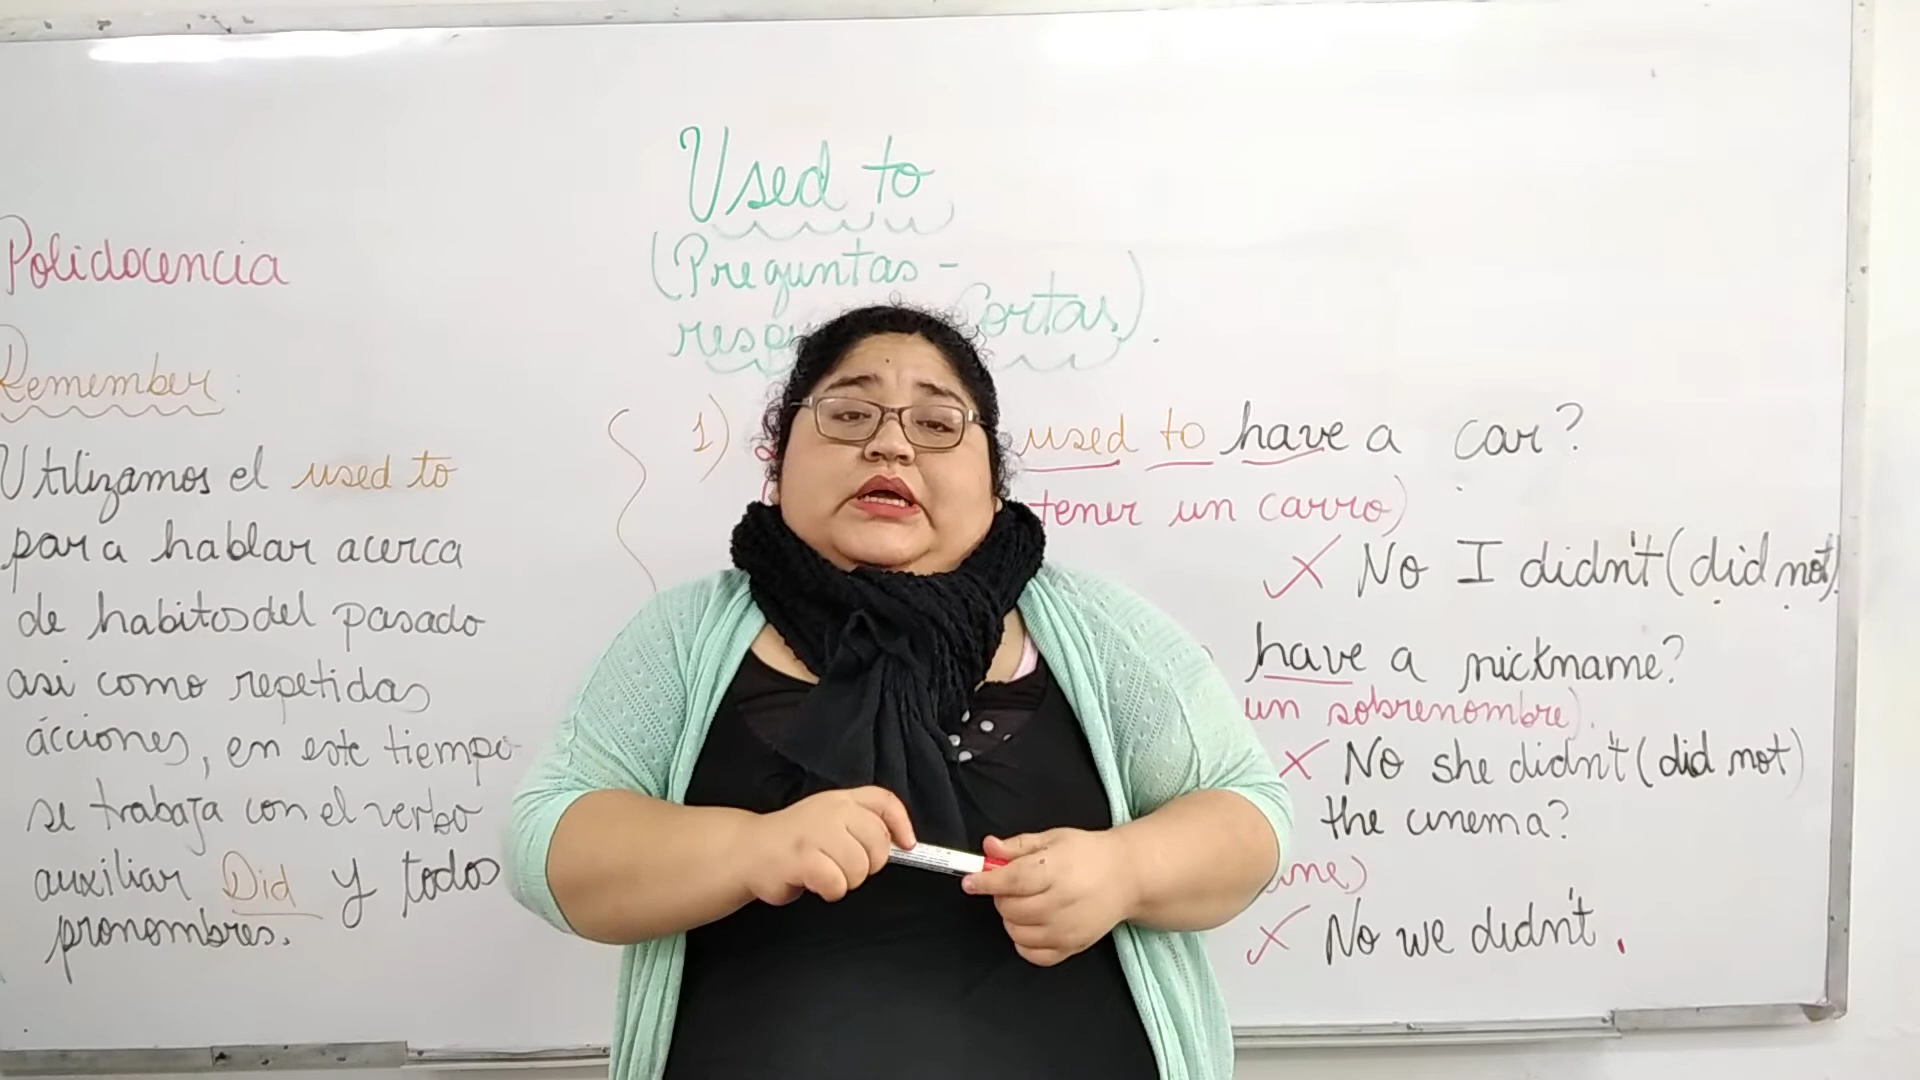 Used to
Polidocencia
(Preguntas -
Cortas).
Remember:
Utilizamos el used to
para hablar acerca
de habitos del pasado
asi como repetidas
acciones, en este tiempo
se trabaja con el verbo
auxiliar Did y todos
pronombres.
1) used to have a car?
tener un carro)
X No I didn't (did not).
have a nickname?
un sobrenombre).
X No she didn't (did not)
the cinema?
X No we didn't.